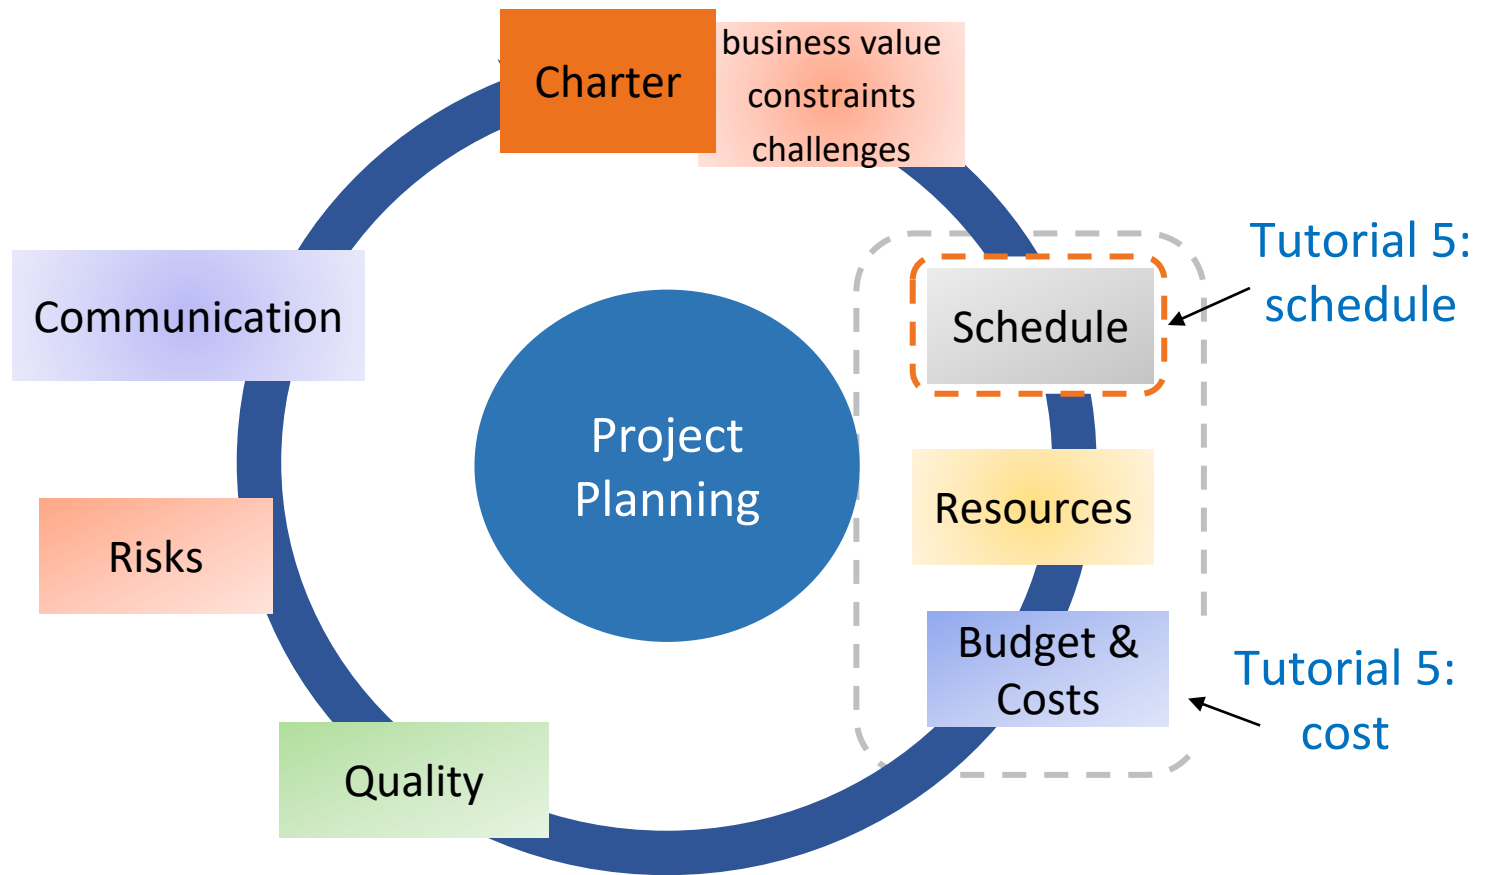 Charter
business value
constraints
challenges
Tutorial 5:
schedule
Schedule
Communication
Project
Planning
Resources
Risks
Budget &
Costs
Tutorial 5:
cost
Quality